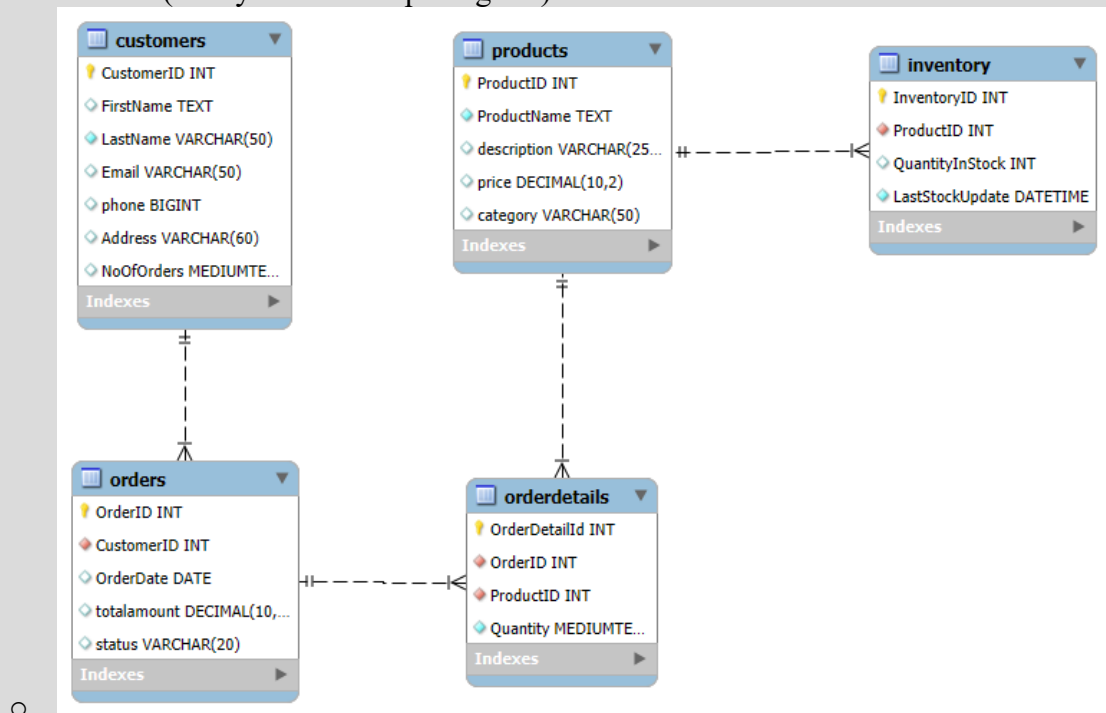 customers
CustomerID INT
FirstName TEXT
LastName VARCHAR(50)
Email VARCHAR(50)
phone BIGINT
Address VARCHAR(60)
NoOfOrders MEDIUMTE...
Indexes
products
ProductID INT
ProductName TEXT
description VARCHAR(25...
price DECIMAL(10,2)
category VARCHAR(50)
Indexes
inventory
InventoryID INT
ProductID INT
QuantityInStock INT
LastStockUpdate DATETIME
Indexes
orders
OrderID INT
CustomerID INT
OrderDate DATE
totalamount DECIMAL(10,...
status VARCHAR(20)
Indexes
orderdetails
OrderDetailId INT
OrderID INT
ProductID INT
Quantity MEDIUMTE...
Indexes